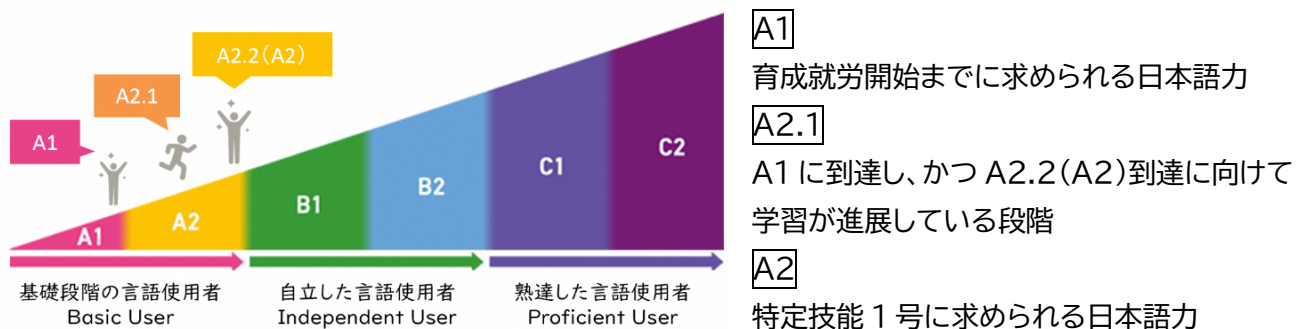 A2.2(A2)
A2.1
A1
A1
A2
B1
B2
C1
C2
基礎段階の言語使用者
Basic User
自立した言語使用者
Independent User
熟達した言語使用者
Proficient User
A1
育成就労開始までに求められる日本語力
A2.1
A1 に到達し、かつ A2.2(A2)到達に向けて
学習が進展している段階
A2
特定技能 1 号に求められる日本語力